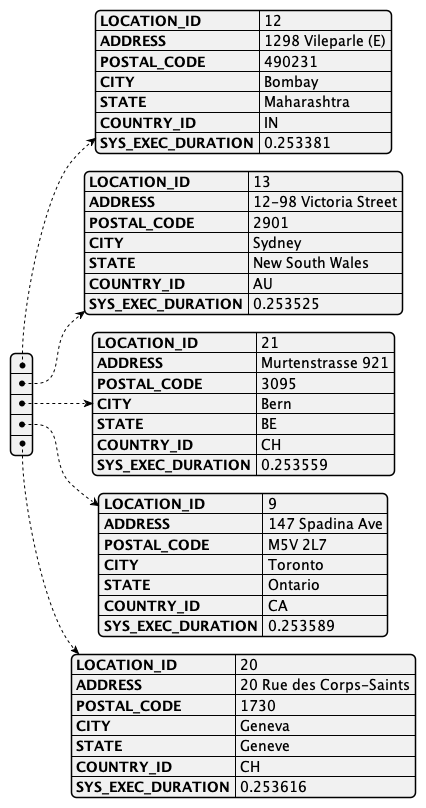 LOCATION_ID 12
ADDRESS 1298 Vileparle (E)
POSTAL_CODE 490231
CITY Bombay
STATE Maharashtra
COUNTRY_ID IN
SYS_EXEC_DURATION 0.253381
LOCATION_ID 13
ADDRESS 12-98 Victoria Street
POSTAL_CODE 2901
CITY Sydney
STATE New South Wales
COUNTRY_ID AU
SYS_EXEC_DURATION 0.253525
LOCATION_ID 21
ADDRESS Murtenstrasse 921
POSTAL_CODE 3095
CITY Bern
STATE BE
COUNTRY_ID CH
SYS_EXEC_DURATION 0.253559
LOCATION_ID 9
ADDRESS 147 Spadina Ave
POSTAL_CODE M5V 2L7
CITY Toronto
STATE Ontario
COUNTRY_ID CA
SYS_EXEC_DURATION 0.253589
LOCATION_ID 20
ADDRESS 20 Rue des Corps-Saints
POSTAL_CODE 1730
CITY Geneva
STATE Geneve
COUNTRY_ID CH
SYS_EXEC_DURATION 0.253616